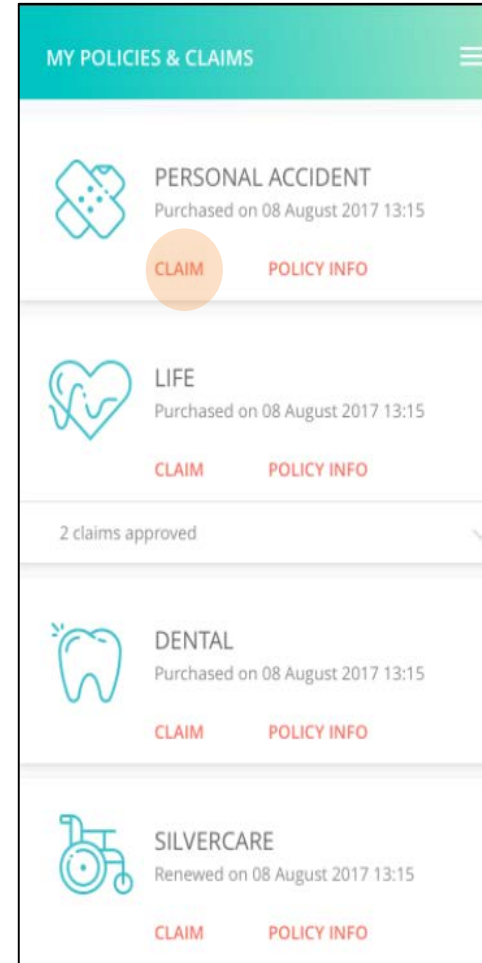 MY POLICIES & CLAIMS
PERSONAL ACCIDENT
Purchased on 08 August 2017 13:15
CLAIM POLICY INFO
LIFE
Purchased on 08 August 2017 13:15
CLAIM POLICY INFO
2 claims approved
DENTAL
Purchased on 08 August 2017 13:15
CLAIM POLICY INFO
SILVERCARE
Renewed on 08 August 2017 13:15
CLAIM POLICY INFO